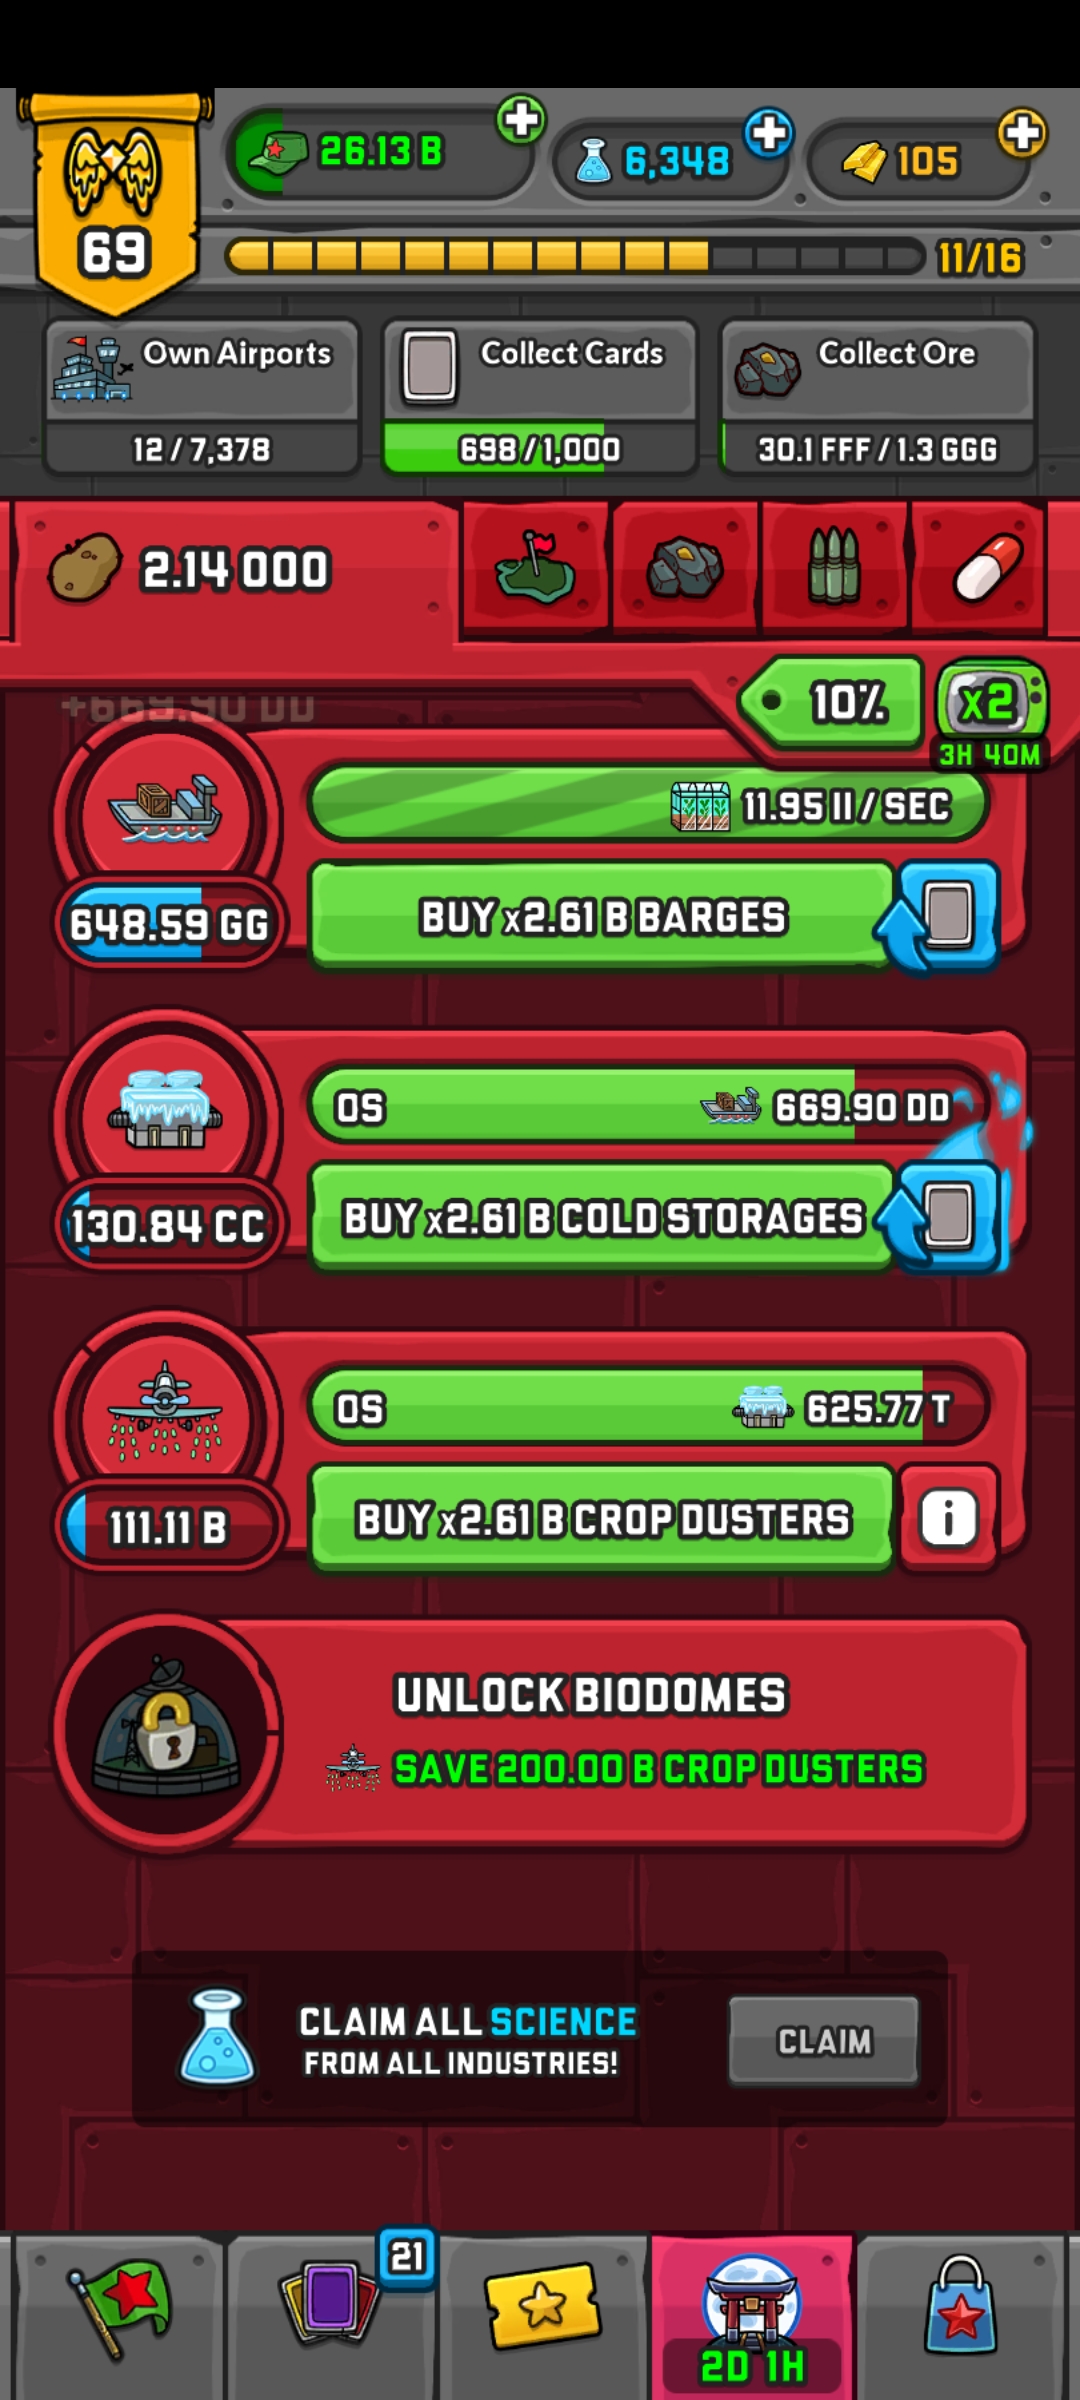 69
26.13 B
6,348
105
11/16
Own Airports
12 / 7,378
Collect Cards
698 / 1,000
Collect Ore
30.1 FFF / 1.3 GGG
2.14 OOO
10%
x2
3H 40M
+669.90 DD
11.95 II / SEC
648.59 GG
BUY x2.61 B BARGES
0S
669.90 DD
130.84 CC
BUY x2.61 B COLD STORAGES
0S
625.77 T
111.11 B
BUY x2.61 B CROP DUSTERS
i
UNLOCK BIODOMES
SAVE 200.00 B CROP DUSTERS
CLAIM ALL SCIENCE
FROM ALL INDUSTRIES!
CLAIM
21
2D 1H